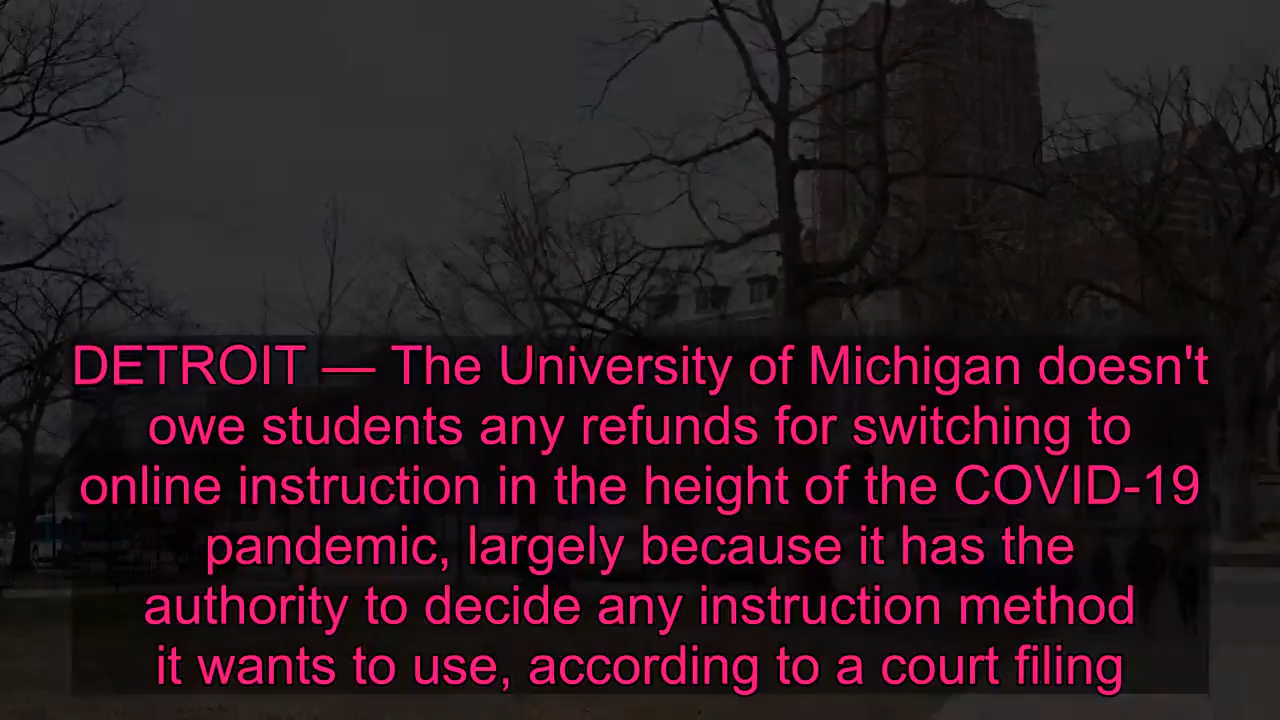 DETROIT — The University of Michigan doesn't
owe students any refunds for switching to
online instruction in the height of the COVID-19
pandemic, largely because it has the
authority to decide any instruction method
it wants to use, according to a court filing